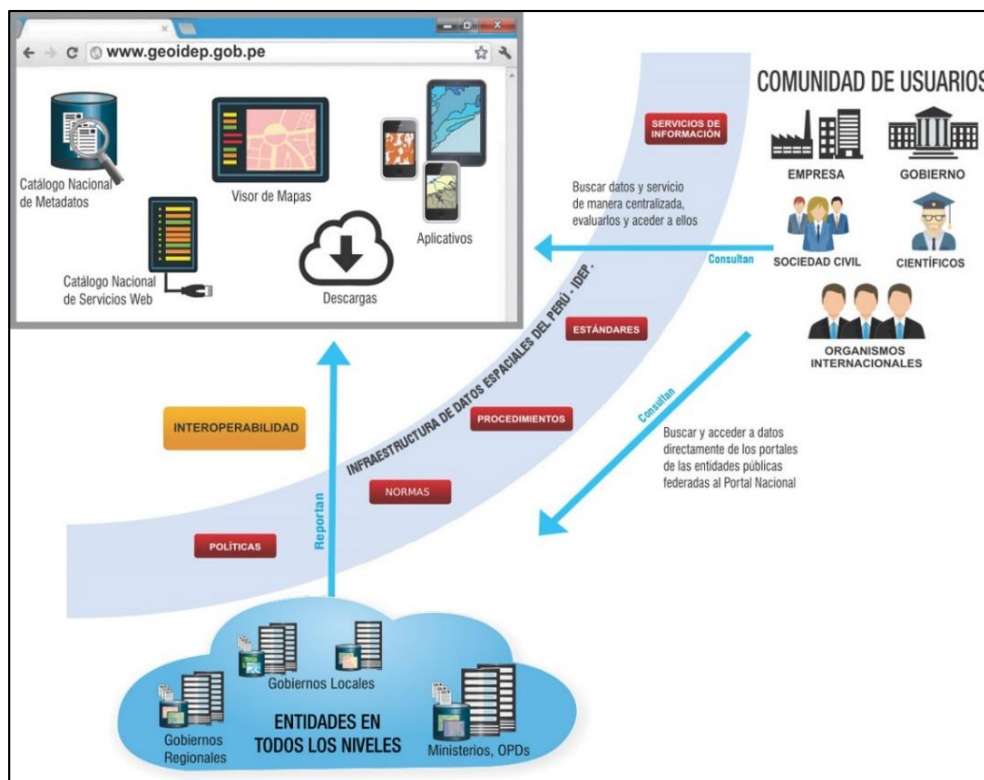 www.geoidep.gob.pe
Catálogo Nacional
de Metadatos
Visor de Mapas
Aplicativos
Catálogo Nacional
de Servicios Web
Descargas
COMUNIDAD DE USUARIOS
EMPRESA
GOBIERNO
SOCIEDAD CIVIL
CIENTÍFICOS
ORGANISMOS
INTERNACIONALES
SERVICIOS DE
INFORMACIÓN
Buscar datos y servicio
de manera centralizada,
evaluarlos y aceder a ellos
Consultan
INFRAESTRUCTURA DE DATOS ESPACIALES DEL PERÚ - IDEP.
ESTÁNDARES
PROCEDIMIENTOS
NORMAS
POLÍTICAS
INTEROPERABILIDAD
Consultan
Buscar y acceder a datos
directamente de los portales
de las entidades públicas
federadas al Portal Nacional
Reportan
Gobiernos Locales
Gobiernos
Regionales
ENTIDADES EN
TODOS LOS NIVELES
Ministerios, OPDs